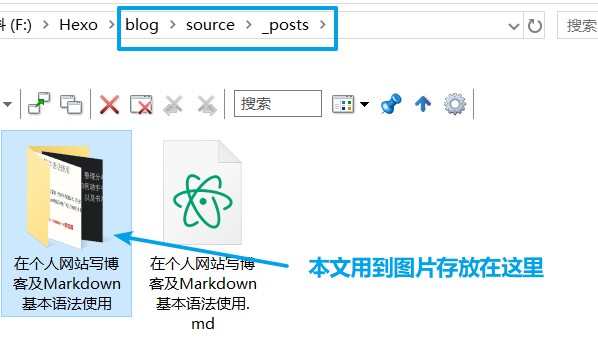 (F:) > Hexo > blog > source > _posts >
搜索
搜索
在个人网站写博
客及Markdown
基本语法使用
在个人网站写博
客及Markdown
基本语法使用.
md
本文用到图片存放在这里